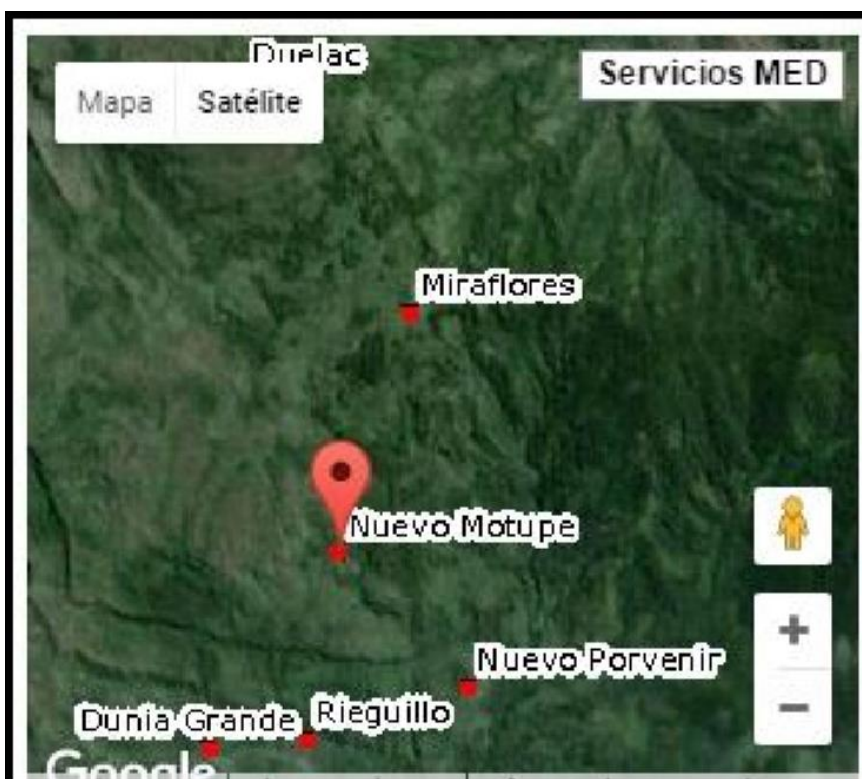 Duelac
Mapa Satélite
Servicios MED
Miraflores
Nuevo Motupe
Nuevo Porvenir
Dunia Grande Rieguillo
Google